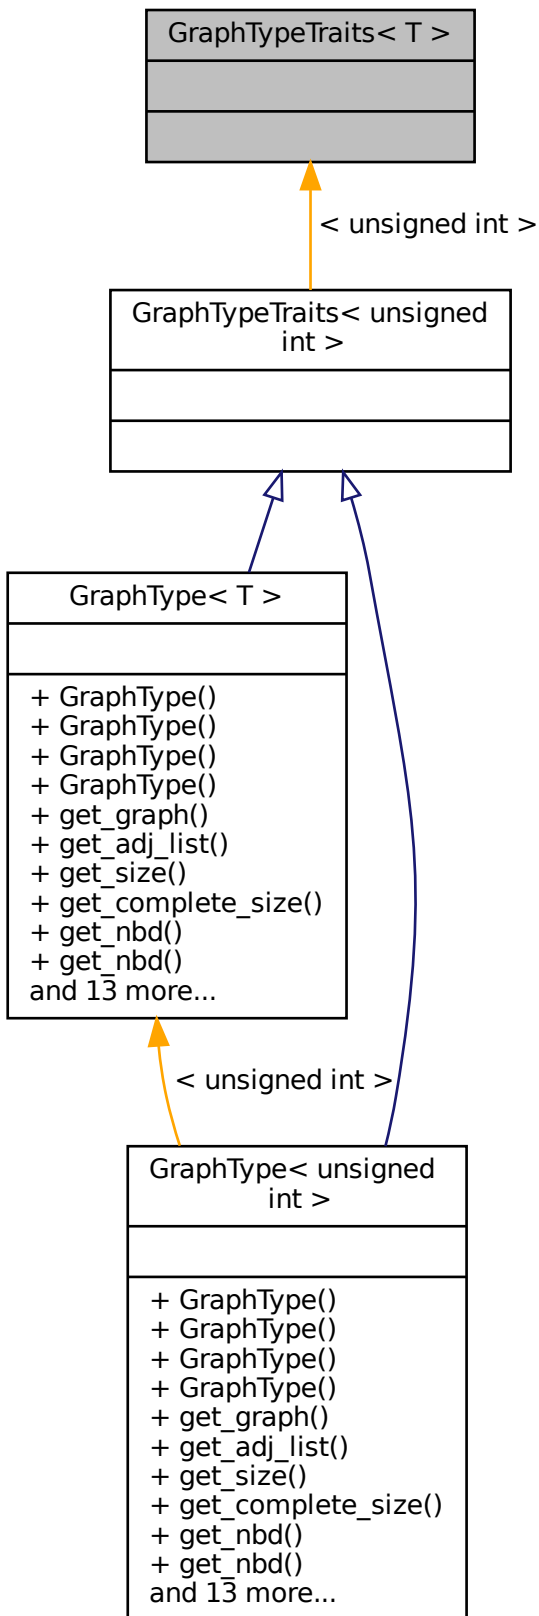 GraphTypeTraits< T >
< unsigned int >
GraphTypeTraits< unsigned
int >
GraphType< T >
+ GraphType()
+ GraphType()
+ GraphType()
+ GraphType()
+ get_graph()
+ get_adj_list()
+ get_size()
+ get_complete_size()
+ get_nbd()
+ get_nbd()
and 13 more...
< unsigned int >
GraphType< unsigned
int >
+ GraphType()
+ GraphType()
+ GraphType()
+ GraphType()
+ get_graph()
+ get_adj_list()
+ get_size()
+ get_complete_size()
+ get_nbd()
+ get_nbd()
and 13 more...